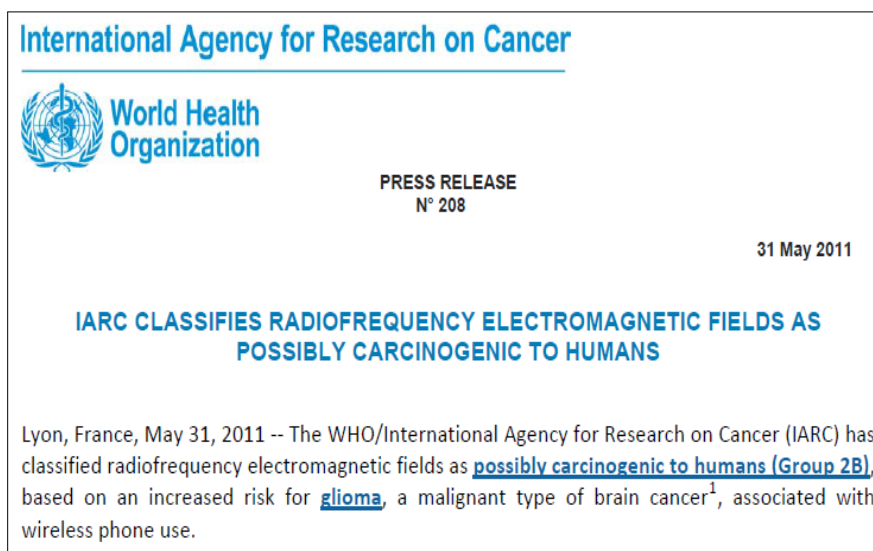 International Agency for Research on Cancer
World Health
Organization
PRESS RELEASE
N° 208
31 May 2011
IARC CLASSIFIES RADIOFREQUENCY ELECTROMAGNETIC FIELDS AS
POSSIBLY CARCINOGENIC TO HUMANS
Lyon, France, May 31, 2011 -- The WHO/International Agency for Research on Cancer (IARC) has
classified radiofrequency electromagnetic fields as possibly carcinogenic to humans (Group 2B),
based on an increased risk for glioma, a malignant type of brain cancer¹, associated with
wireless phone use.